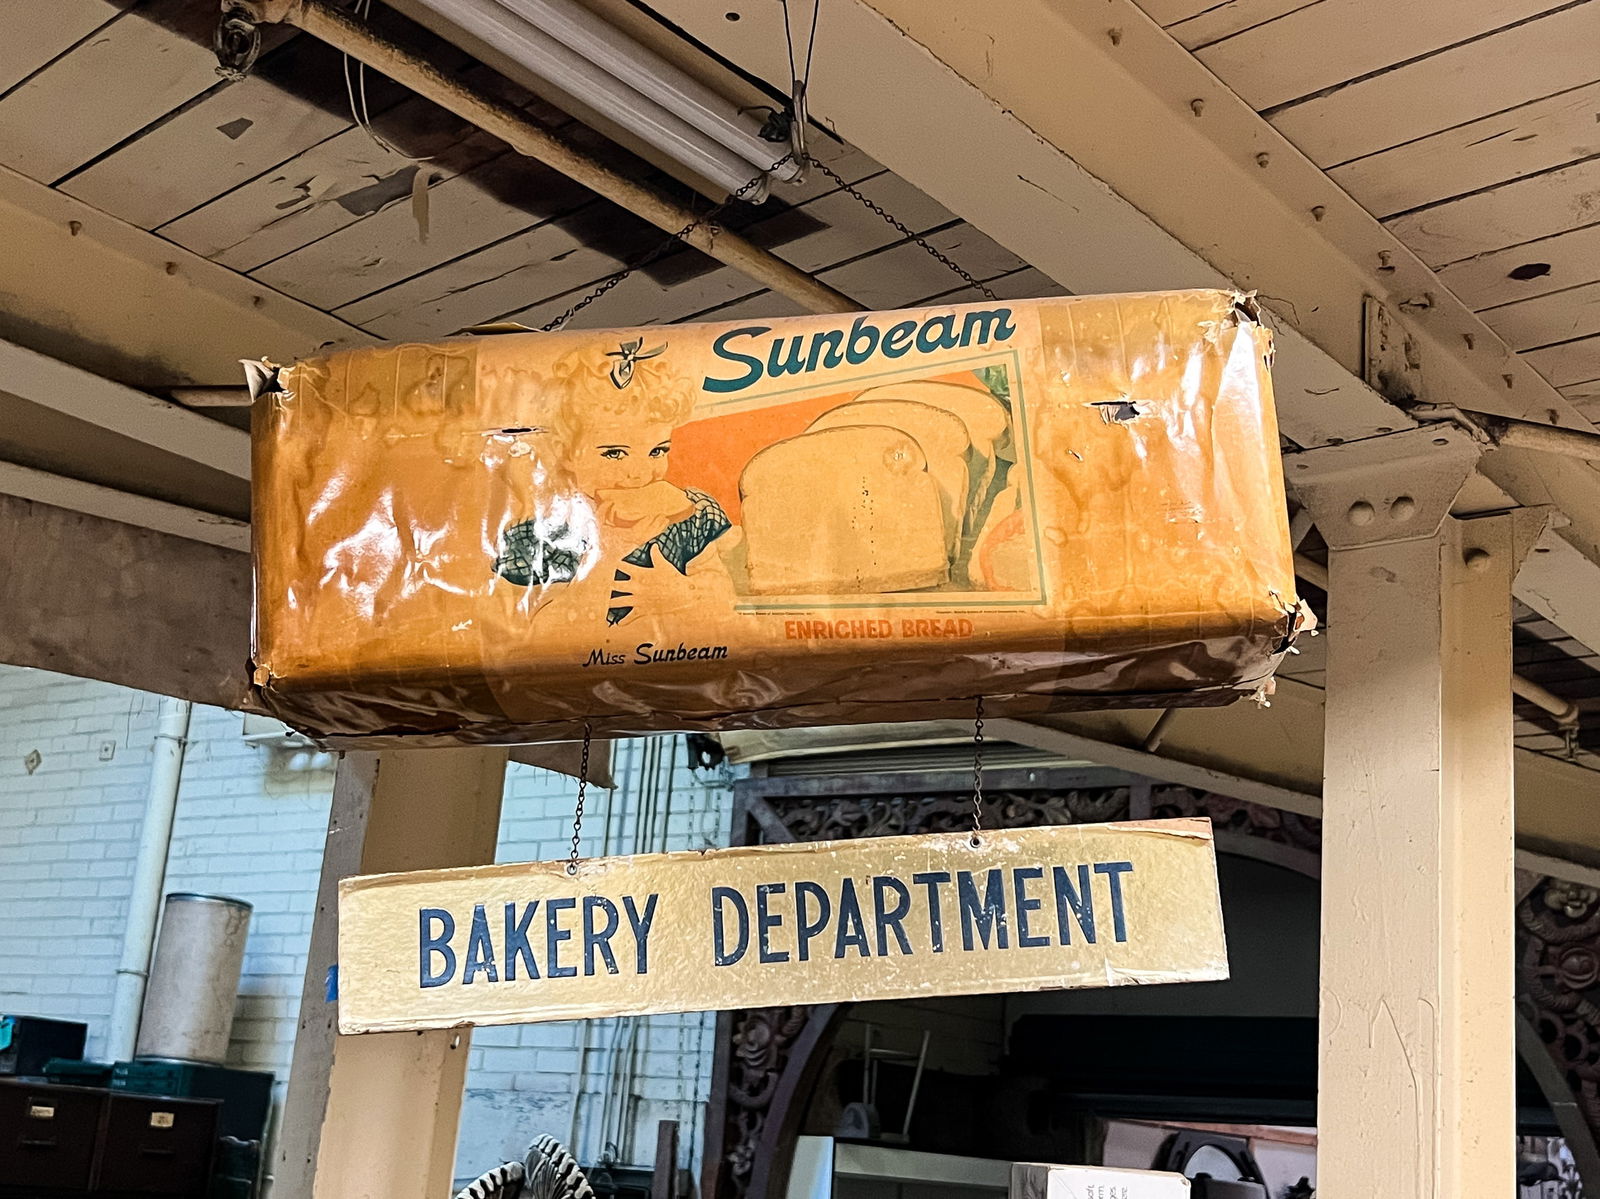 Sunbeam
ENRICHED BREAD
Miss Sunbeam
BAKERY DEPARTMENT